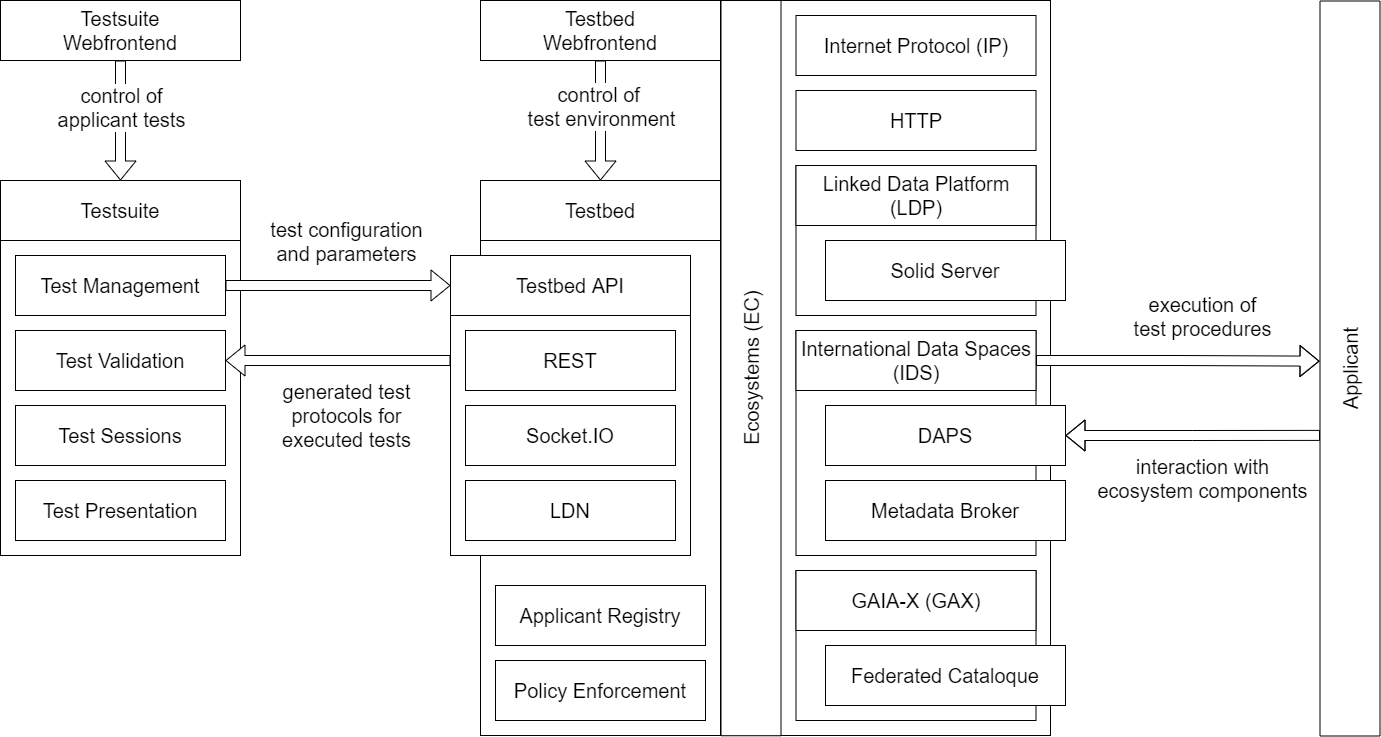 Testsuite
Webfrontend
control of
applicant tests
Testsuite
Test Management
Test Validation
Test Sessions
Test Presentation
test configuration
and parameters
generated test
protocols for
executed tests
Testbed
Webfrontend
control of
test environment
Testbed
Testbed API
REST
Socket.IO
LDN
Applicant Registry
Policy Enforcement
Ecosystems (EC)
Internet Protocol (IP)
HTTP
Linked Data Platform
(LDP)
Solid Server
International Data Spaces
(IDS)
DAPS
Metadata Broker
GAIA-X (GAX)
Federated Cataloque
execution of
test procedures
interaction with
ecosystem components
Applicant